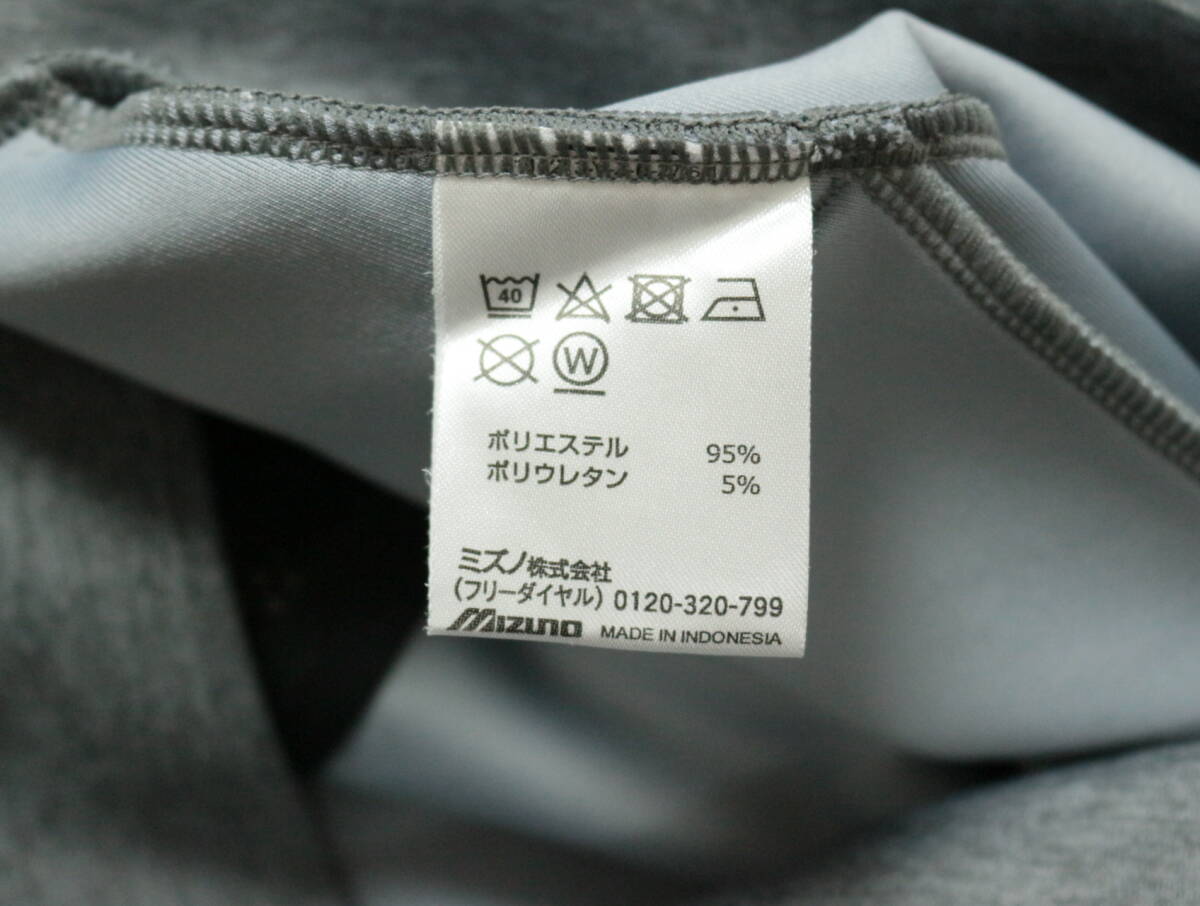 40
W
ポリエステル 95%
ポリウレタン 5%
ミズノ株式会社
(フリーダイヤル) 0120-320-799
MIZUNO MADE IN INDONESIA